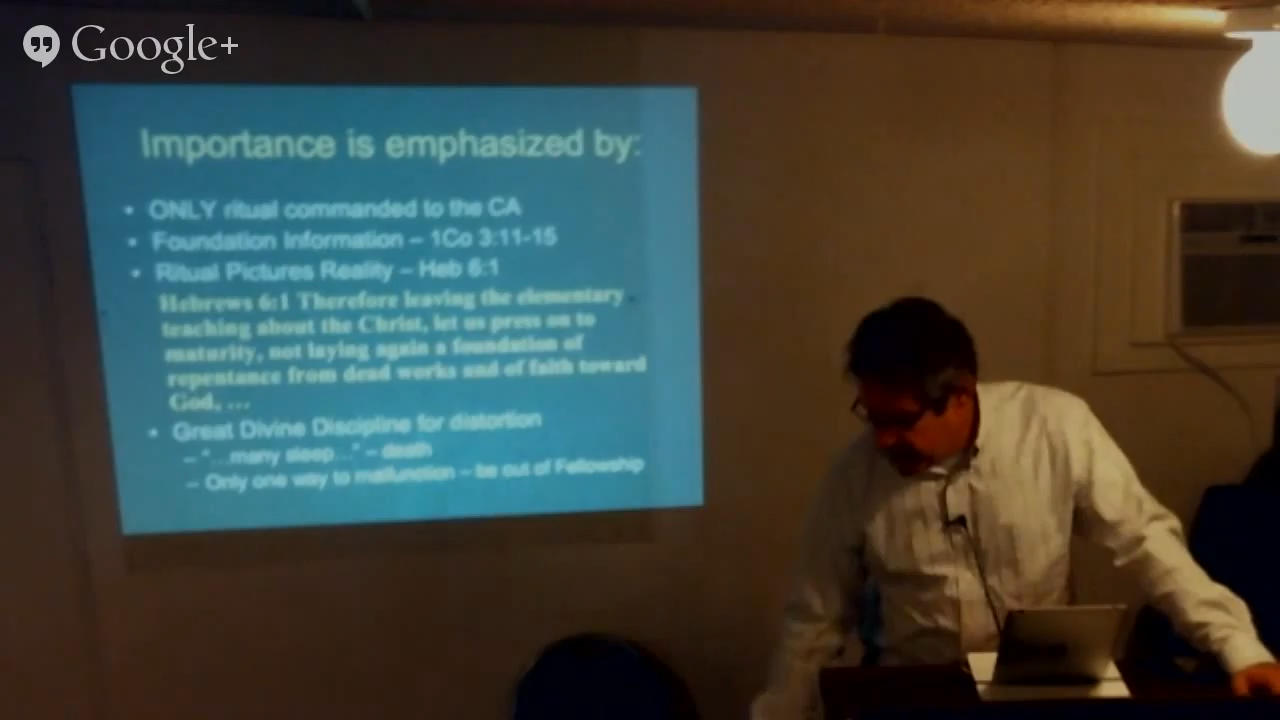 Google+
Importance is emphasized by:
• ONLY ritual commanded to the CA
• Foundation Information – 1Co 3:11-15
• Ritual Pictures Reality – Heb 6:1
Hebrews 6:1 Therefore leaving the elementary
teaching about the Christ, let us press on to
maturity, not laying again a foundation of
repentance from dead works and of faith toward
God, …
• Great Divine Discipline for distortion
– "…many sleep…" – death
– Only one way to malfunction – be out of Fellowship